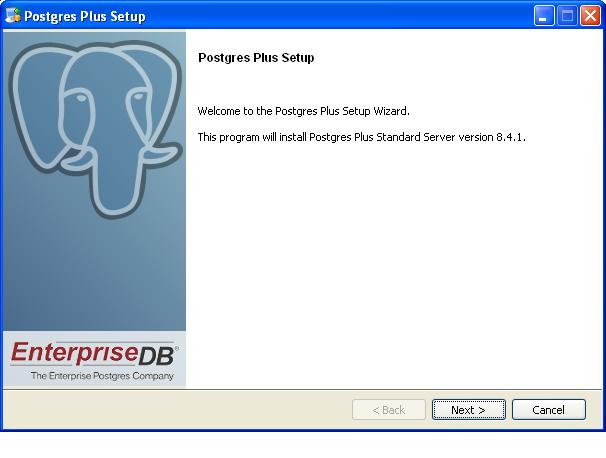 Postgres Plus Setup
Postgres Plus Setup
Welcome to the Postgres Plus Setup Wizard.
This program will install Postgres Plus Standard Server version 8.4.1.
EnterpriseDB®
The Enterprise Postgres Company
< Back
Next >
Cancel